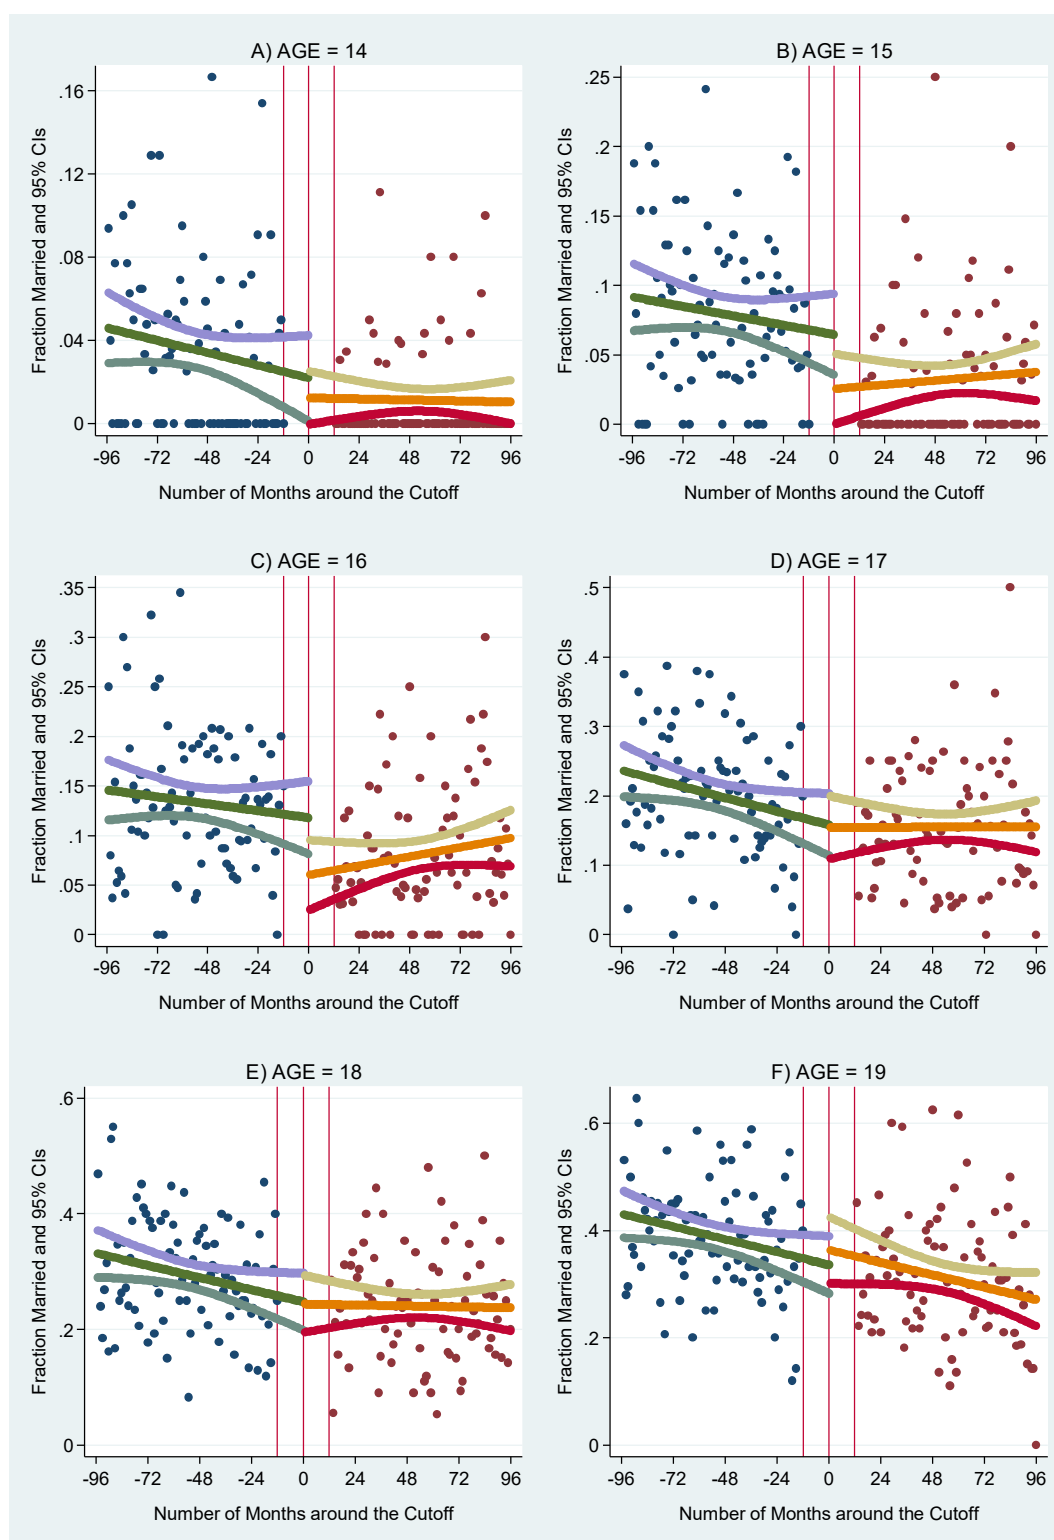 A) AGE = 14
Fraction Married and 95% CIs
.16
.12
.08
.04
0
-96 -72 -48 -24 0 24 48 72 96
Number of Months around the Cutoff
B) AGE = 15
Fraction Married and 95% CIs
.25
.2
.15
.1
.05
0
-96 -72 -48 -24 0 24 48 72 96
Number of Months around the Cutoff
C) AGE = 16
Fraction Married and 95% CIs
.35
.3
.25
.2
.15
.1
.05
0
-96 -72 -48 -24 0 24 48 72 96
Number of Months around the Cutoff
D) AGE = 17
Fraction Married and 95% CIs
.5
.4
.3
.2
.1
0
-96 -72 -48 -24 0 24 48 72 96
Number of Months around the Cutoff
E) AGE = 18
Fraction Married and 95% CIs
.6
.4
.2
0
-96 -72 -48 -24 0 24 48 72 96
Number of Months around the Cutoff
F) AGE = 19
Fraction Married and 95% CIs
.6
.4
.2
0
-96 -72 -48 -24 0 24 48 72 96
Number of Months around the Cutoff